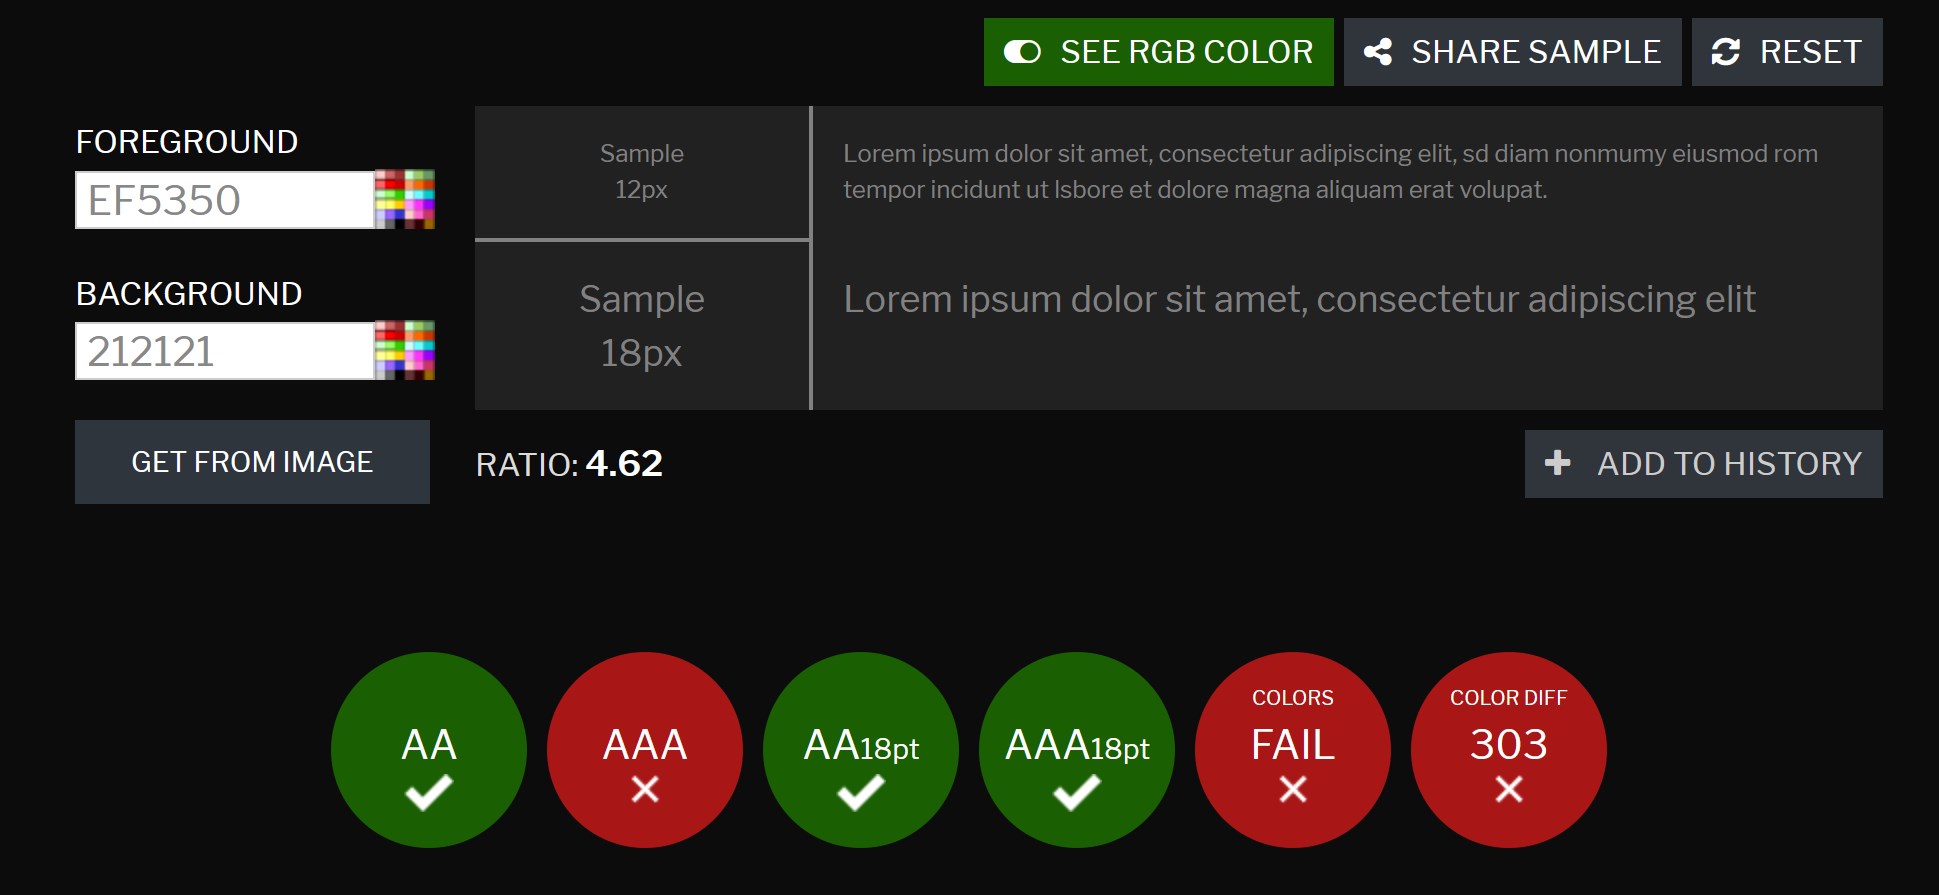 SEE RGB COLOR
SHARE SAMPLE
RESET
FOREGROUND
EF5350
BACKGROUND
212121
GET FROM IMAGE
Sample
12px
Lorem ipsum dolor sit amet, consectetur adipiscing elit, sd diam nonmumy eiusmod rom
tempor incidunt ut lsbore et dolore magna aliquam erat volupat.
Sample
18px
Lorem ipsum dolor sit amet, consectetur adipiscing elit
RATIO: 4.62
ADD TO HISTORY
AA
AAA
AA18pt
AAA18pt
COLORS
FAIL
COLOR DIFF
303